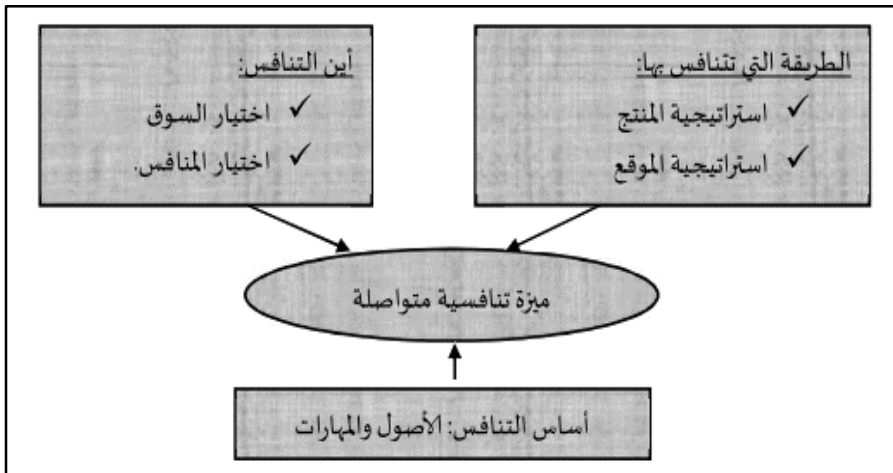 الطريقة التي تتنافس بها:
✓ استراتيجية المنتج
✓ استراتيجية الموقع
أين التنافس:
✓ اختيار السوق
✓ اختيار المنافس.
ميزة تنافسية متواصلة
أساس التنافس: الأصول والمهارات